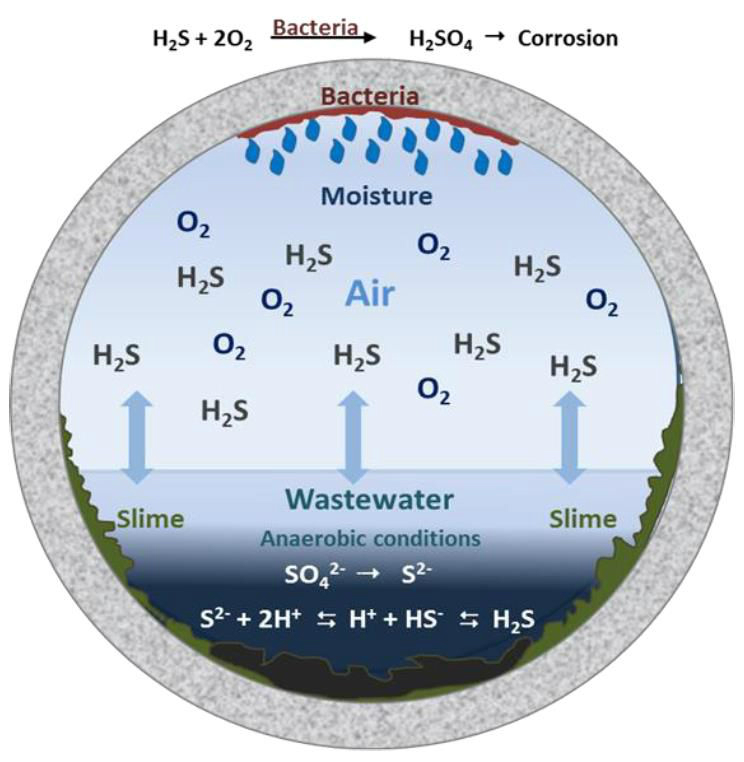 H₂S + 2O₂ Bacteria → H₂SO₄ → Corrosion
Bacteria
Moisture
O₂
O₂
H₂S
H₂S
H₂S
O₂
Air
O₂
H₂S
O₂
H₂S
H₂S
H₂S
O₂
H₂S
Wastewater
Slime
Slime
Anaerobic conditions
SO₄²⁻ → S²⁻
S²⁻ + 2H⁺ ⇆ H⁺ + HS⁻ ⇆ H₂S